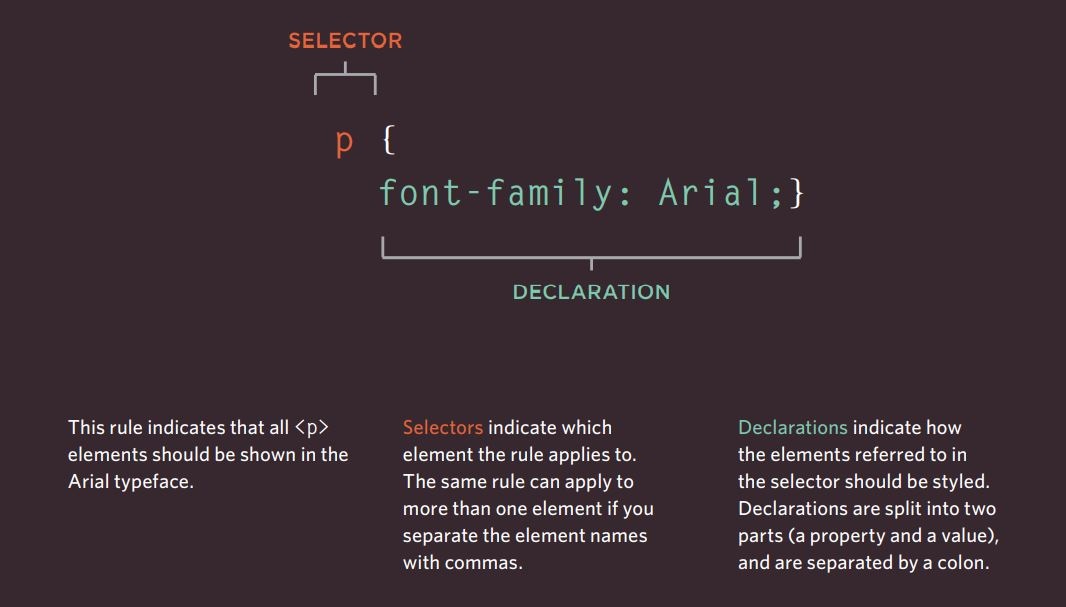 SELECTOR
p {
font-family: Arial;}
DECLARATION
This rule indicates that all <p>
elements should be shown in the
Arial typeface.
Selectors indicate which
element the rule applies to.
The same rule can apply to
more than one element if you
separate the element names
with commas.
Declarations indicate how
the elements referred to in
the selector should be styled.
Declarations are split into two
parts (a property and a value),
and are separated by a colon.